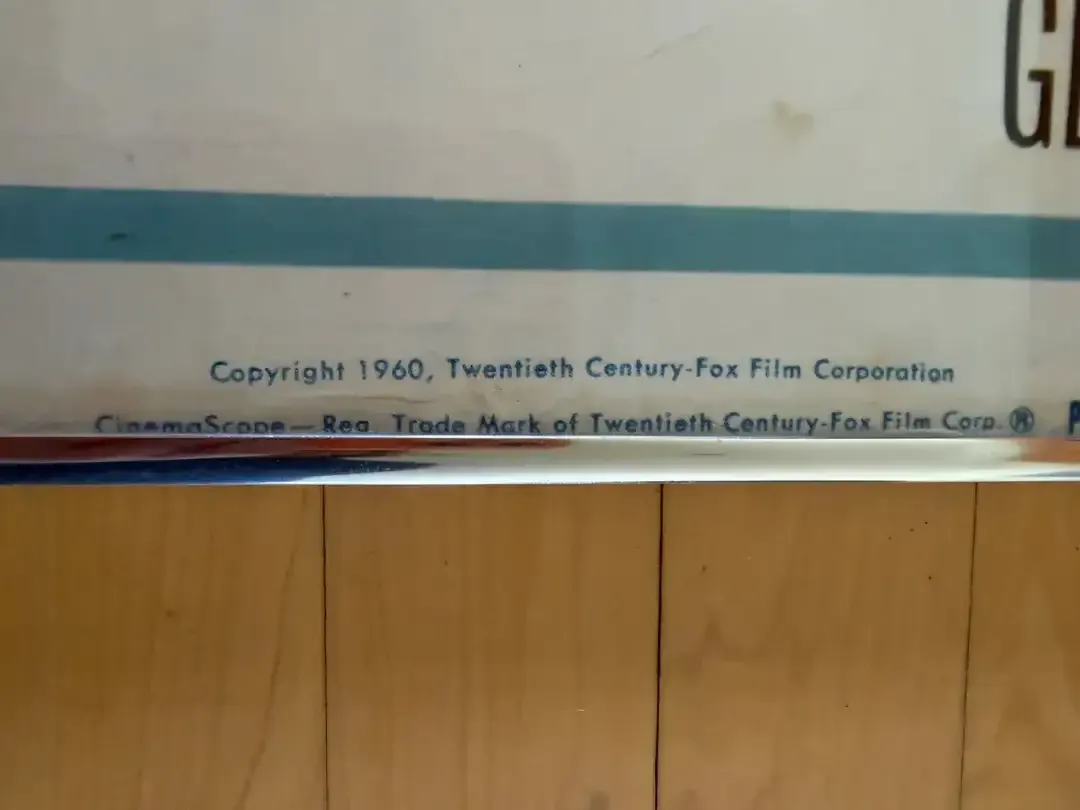 Copyright 1960, Twentieth Century-Fox Film Corporation
CinemaScope — Reg. Trade Mark of Twentieth Century-Fox Film Corp.®